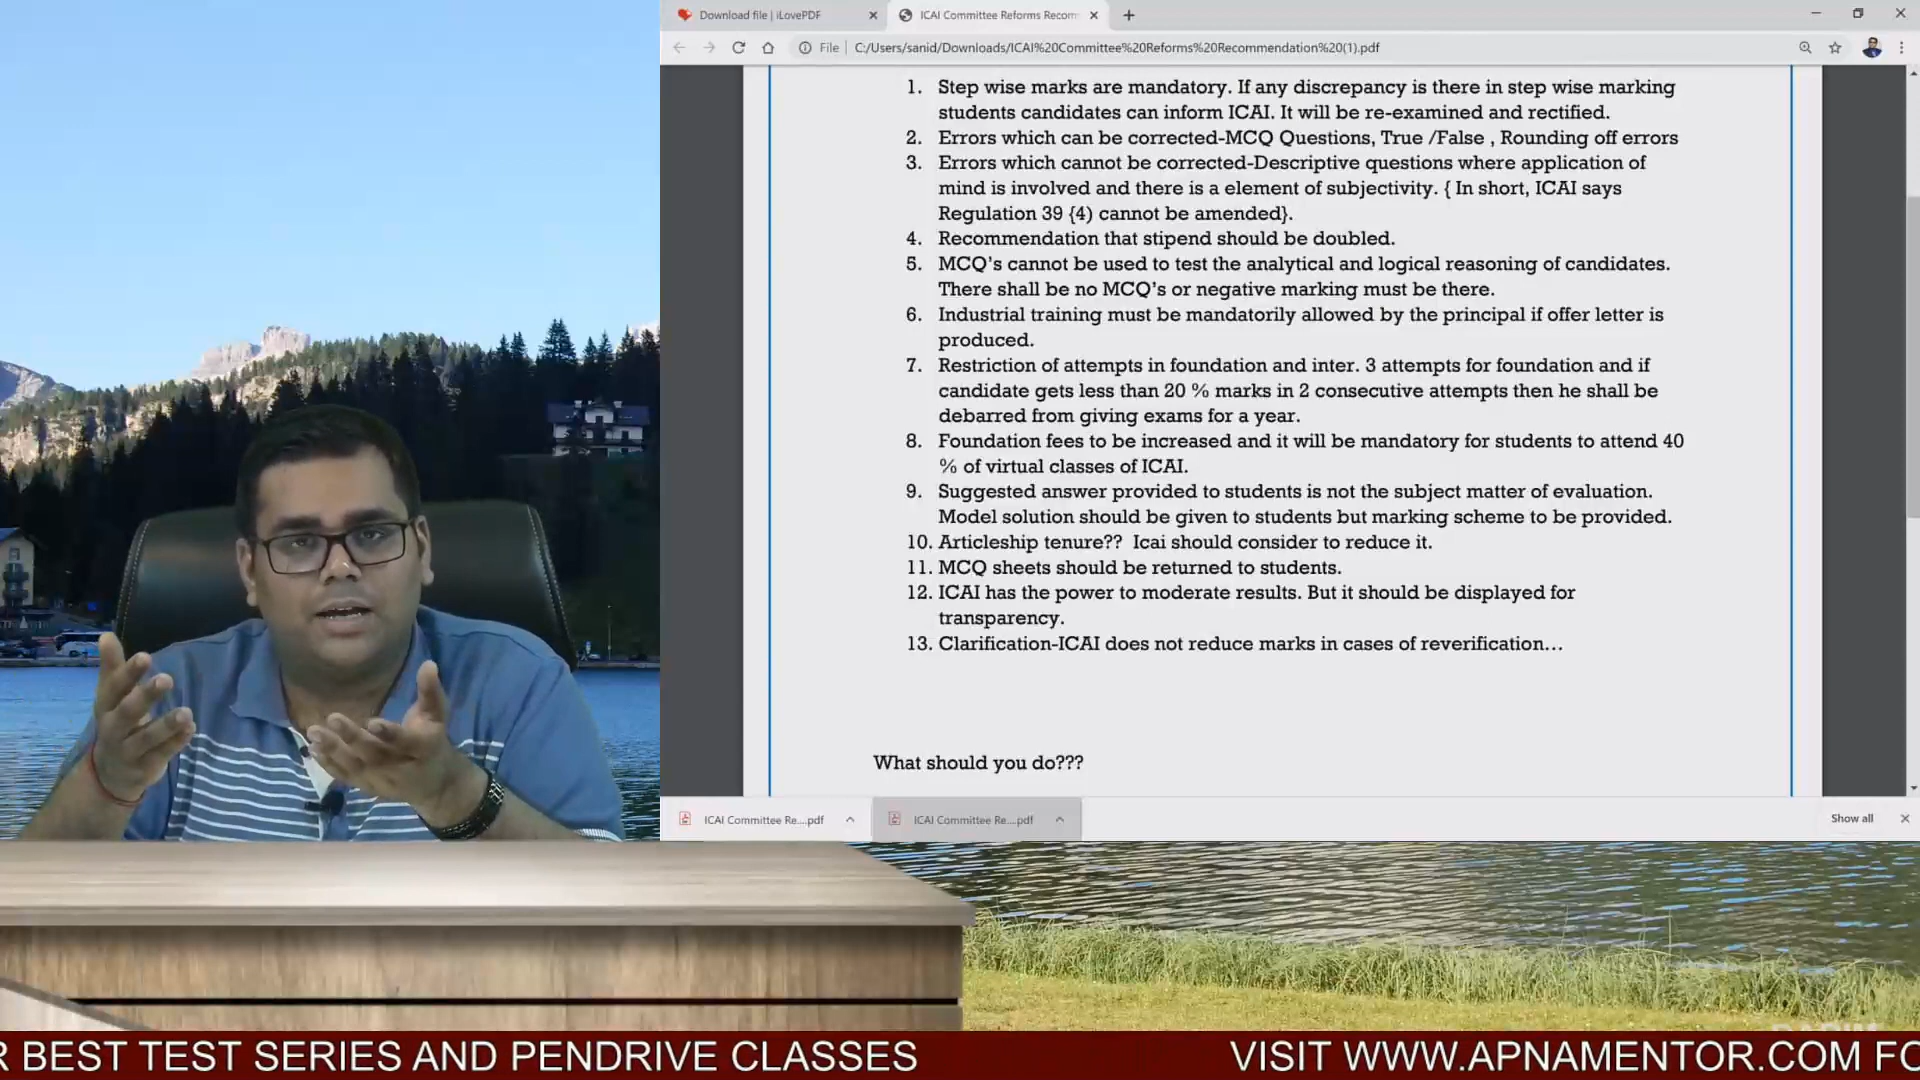 Download file | iLovePDF
ICAI Committee Reforms Recom
File
C:/Users/sanid/Downloads/ICAI%20Committee%20Reforms%20Recommendation%20(1).pdf
1. Step wise marks are mandatory. If any discrepancy is there in step wise marking
students candidates can inform ICAI. It will be re-examined and rectified.
2. Errors which can be corrected-MCQ Questions, True /False , Rounding off errors
3. Errors which cannot be corrected-Descriptive questions where application of
mind is involved and there is a element of subjectivity. { In short, ICAI says
Regulation 39 {4) cannot be amended}.
4. Recommendation that stipend should be doubled.
5. MCQ's cannot be used to test the analytical and logical reasoning of candidates.
There shall be no MCQ's or negative marking must be there.
6. Industrial training must be mandatorily allowed by the principal if offer letter is
produced.
7. Restriction of attempts in foundation and inter. 3 attempts for foundation and if
candidate gets less than 20 % marks in 2 consecutive attempts then he shall be
debarred from giving exams for a year.
8. Foundation fees to be increased and it will be mandatory for students to attend 40
% of virtual classes of ICAI.
9. Suggested answer provided to students is not the subject matter of evaluation.
Model solution should be given to students but marking scheme to be provided.
10. Articleship tenure?? Icai should consider to reduce it.
11. MCQ sheets should be returned to students.
12. ICAI has the power to moderate results. But it should be displayed for
transparency.
13. Clarification-ICAI does not reduce marks in cases of reverification...
What should you do???
ICAI Committee Re....pdf
ICAI Committee Re....pdf
Show all
R BEST TEST SERIES AND PENDRIVE CLASSES
VISIT WWW.APNAMENTOR.COM FO